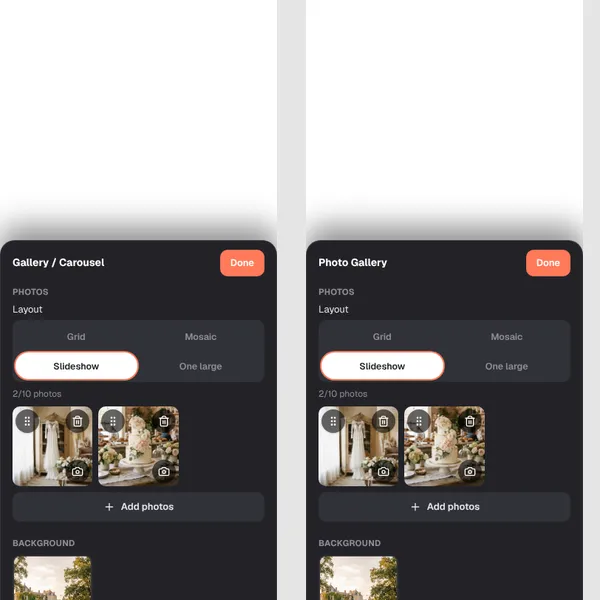 Gallery / Carousel
Done
PHOTOS
Layout
Grid
Mosaic
Slideshow
One large
2/10 photos
Add photos
BACKGROUND
Photo Gallery
Done
PHOTOS
Layout
Grid
Mosaic
Slideshow
One large
2/10 photos
Add photos
BACKGROUND